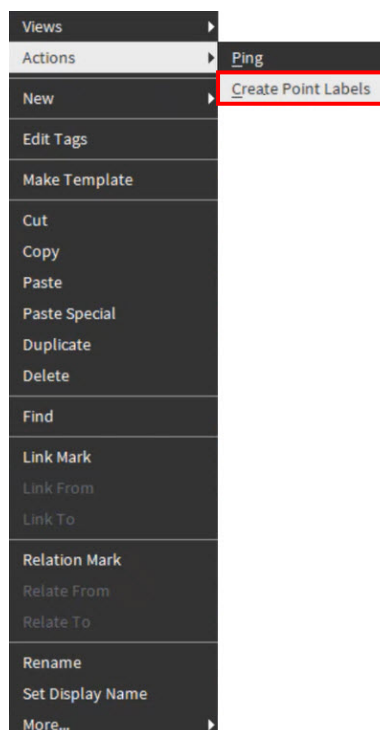 Views
Actions
Ping
Create Point Labels
New
Edit Tags
Make Template
Cut
Copy
Paste
Paste Special
Duplicate
Delete
Find
Link Mark
Link From
Link To
Relation Mark
Relate From
Relate To
Rename
Set Display Name
More...